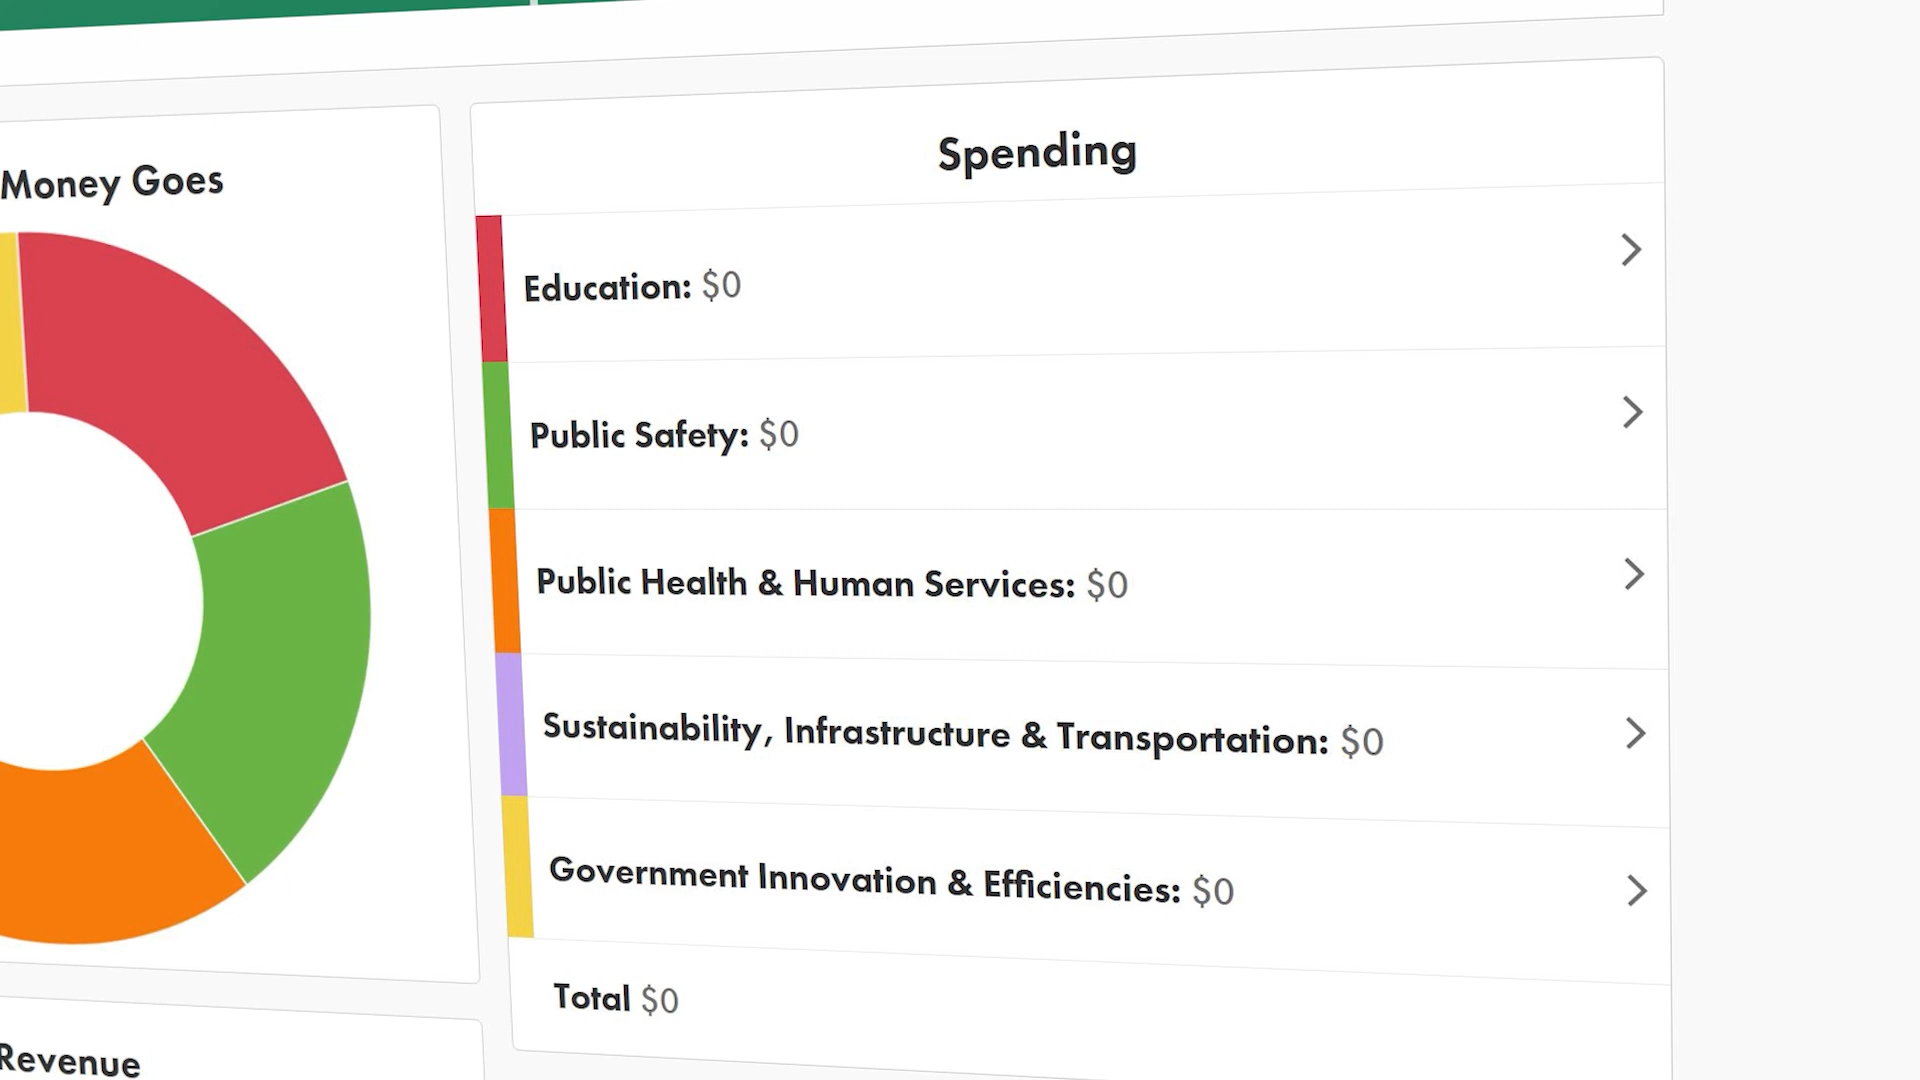 Money Goes
Spending
Education: $0
Public Safety: $0
Public Health & Human Services: $0
Sustainability, Infrastructure & Transportation: $0
Government Innovation & Efficiencies: $0
Total $0
Revenue